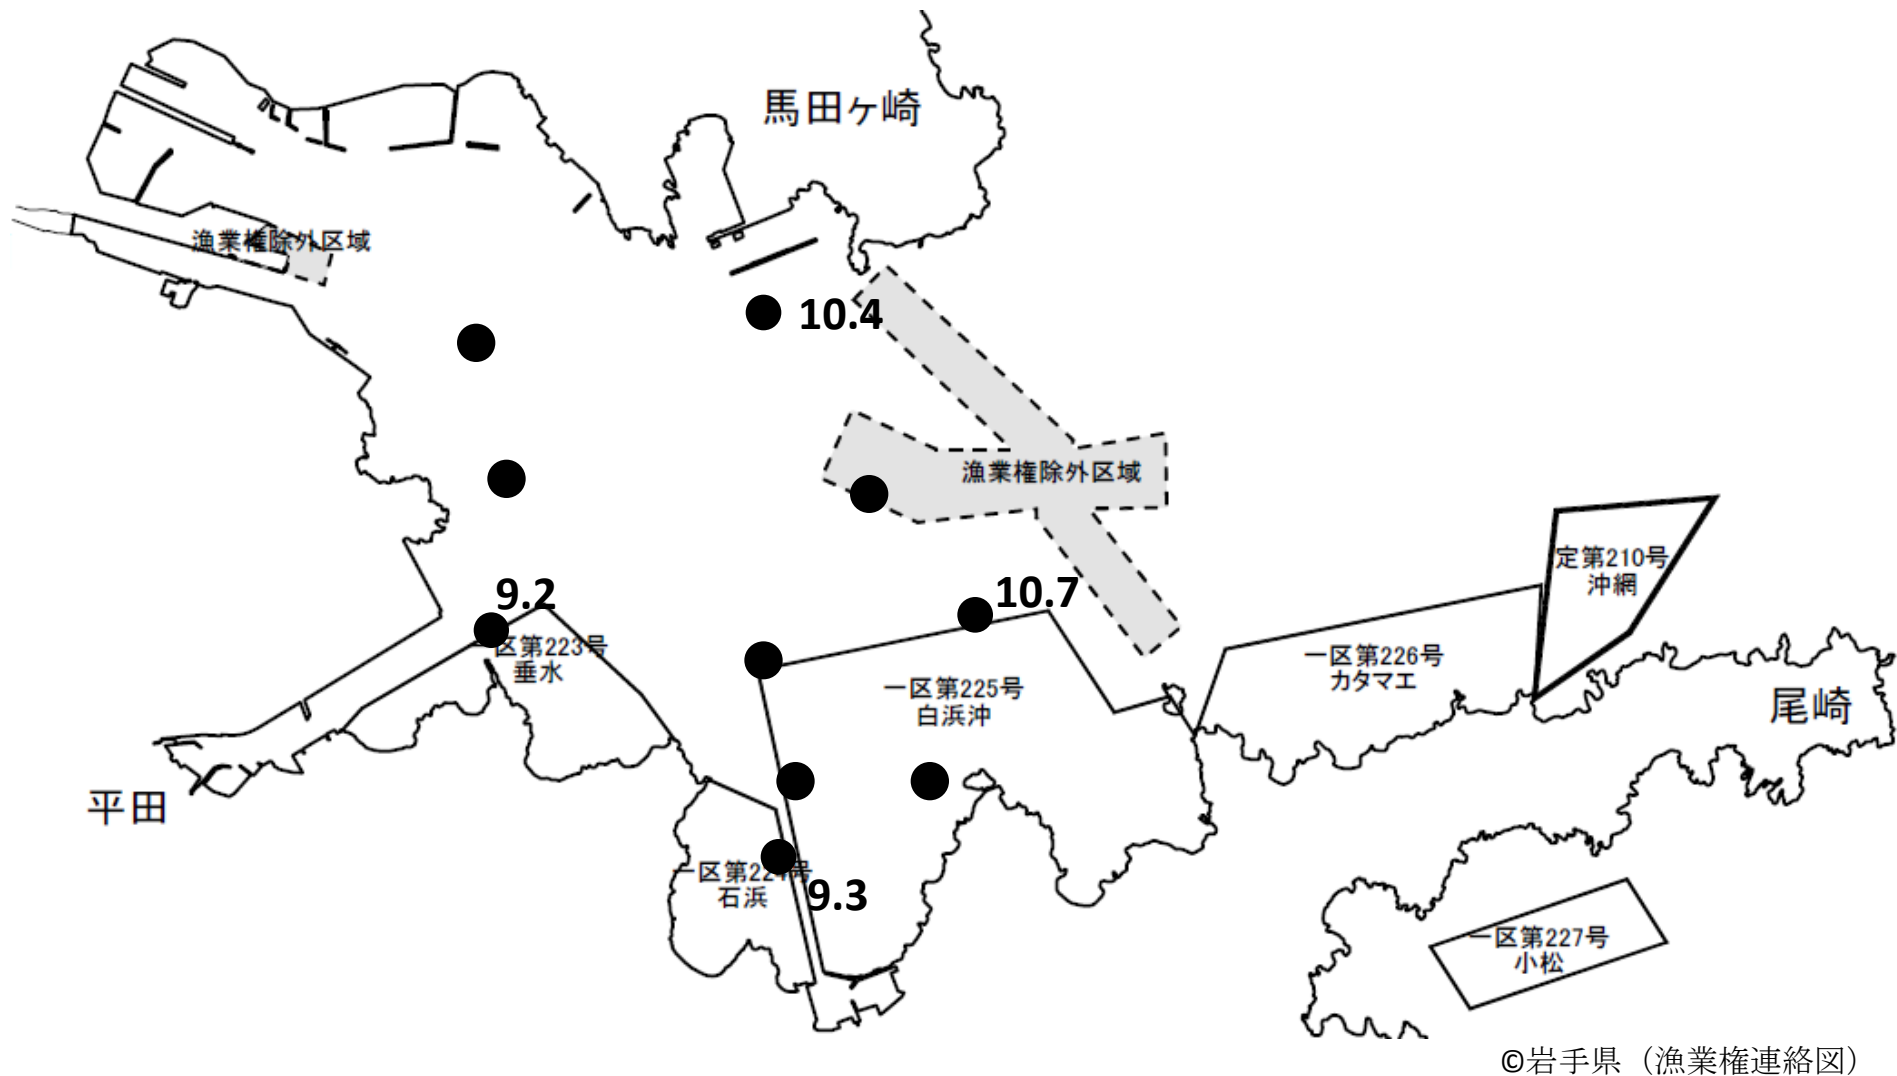 馬田ヶ崎
漁業権除外区域
10.4
漁業権除外区域
定第210号
沖網
9.2
10.7
一区第223号
垂水
一区第226号
カタマエ
一区第225号
白浜沖
尾崎
平田
一区第224号
石浜
9.3
一区第227号
小松
©岩手県（漁業権連絡図）